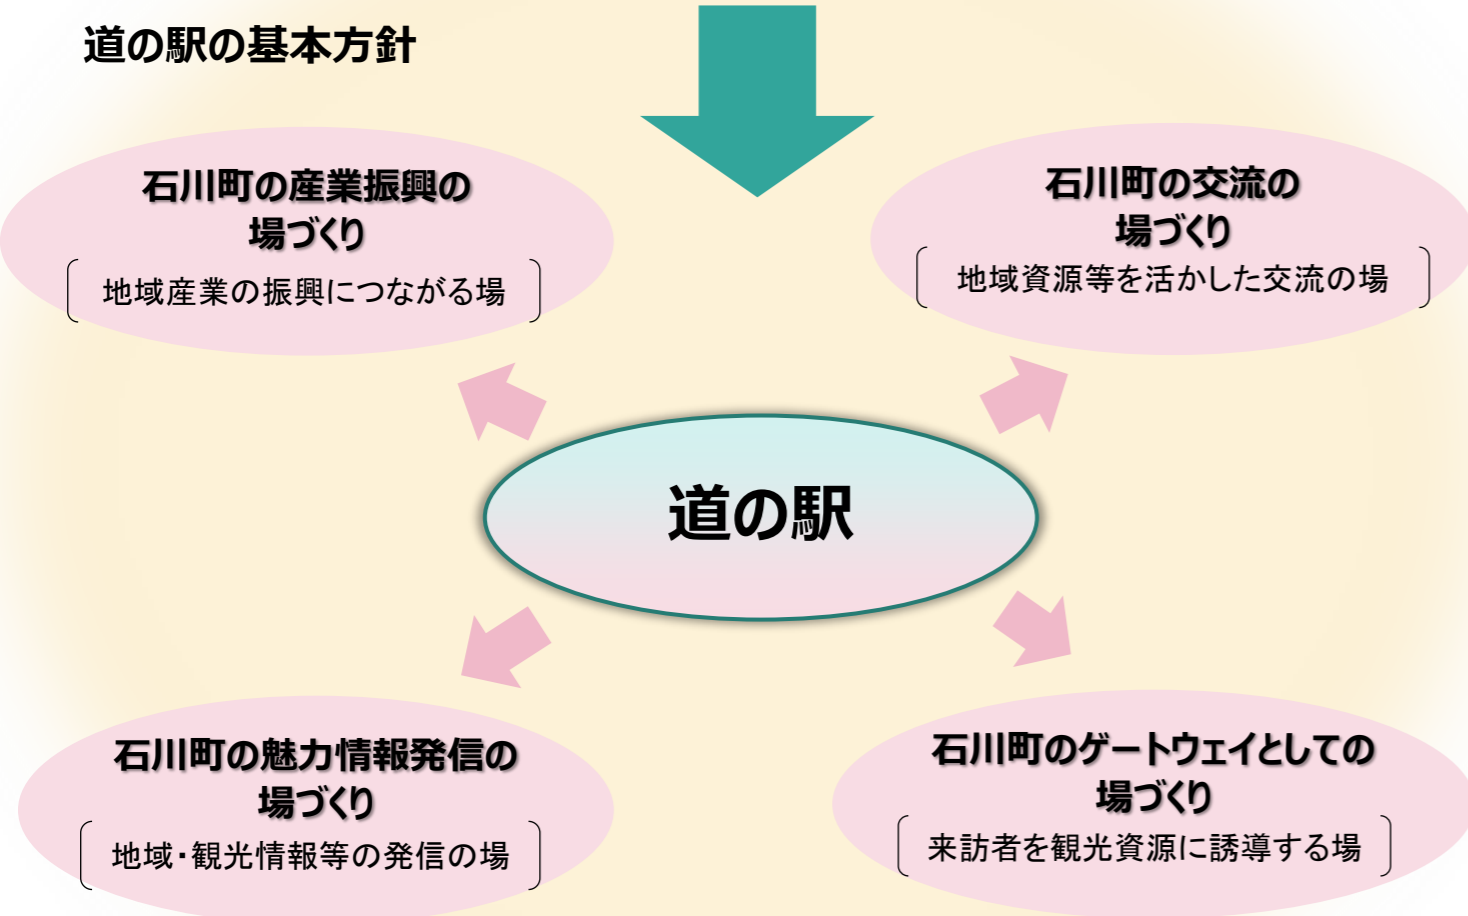 道の駅の基本方針
石川町の産業振興の
場づくり
地域産業の振興につながる場
石川町の交流の
場づくり
地域資源等を活かした交流の場
道の駅
石川町の魅力情報発信の
場づくり
地域・観光情報等の発信の場
石川町のゲートウェイとしての
場づくり
来訪者を観光資源に誘導する場